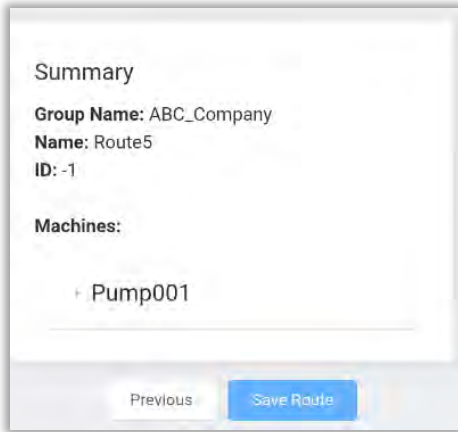 Summary
Group Name: ABC_Company
Name: Route5
ID: -1
Machines:
Pump001
Previous
Save Route